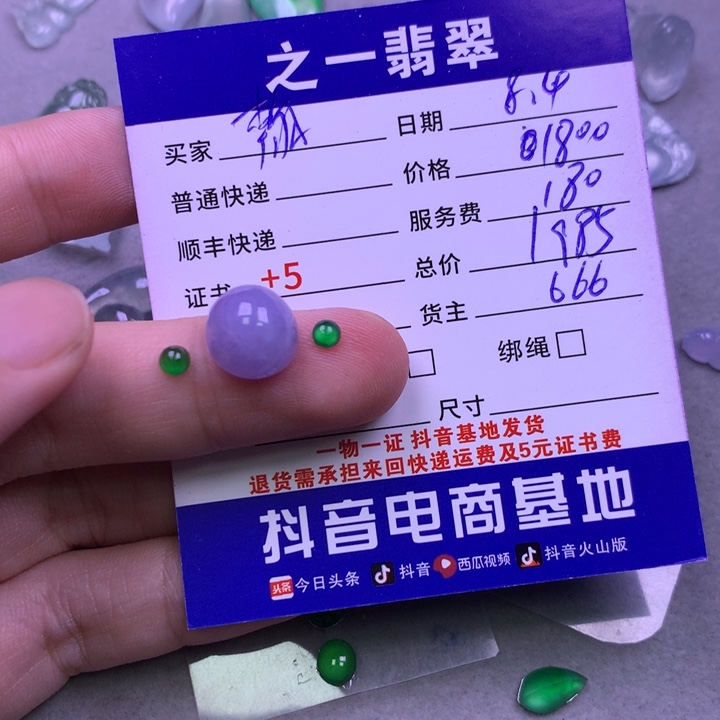 之一翡翠
买家 日期 8.4
普通快递 价格 01800
顺丰快递 服务费 180
证书 +5 总价 1985
货主 666
绑绳
尺寸
一物一证 抖音基地发货
退货需承担来回快递运费及5元证书费
抖音电商基地
头条 今日头条 抖音 西瓜视频 抖音火山版